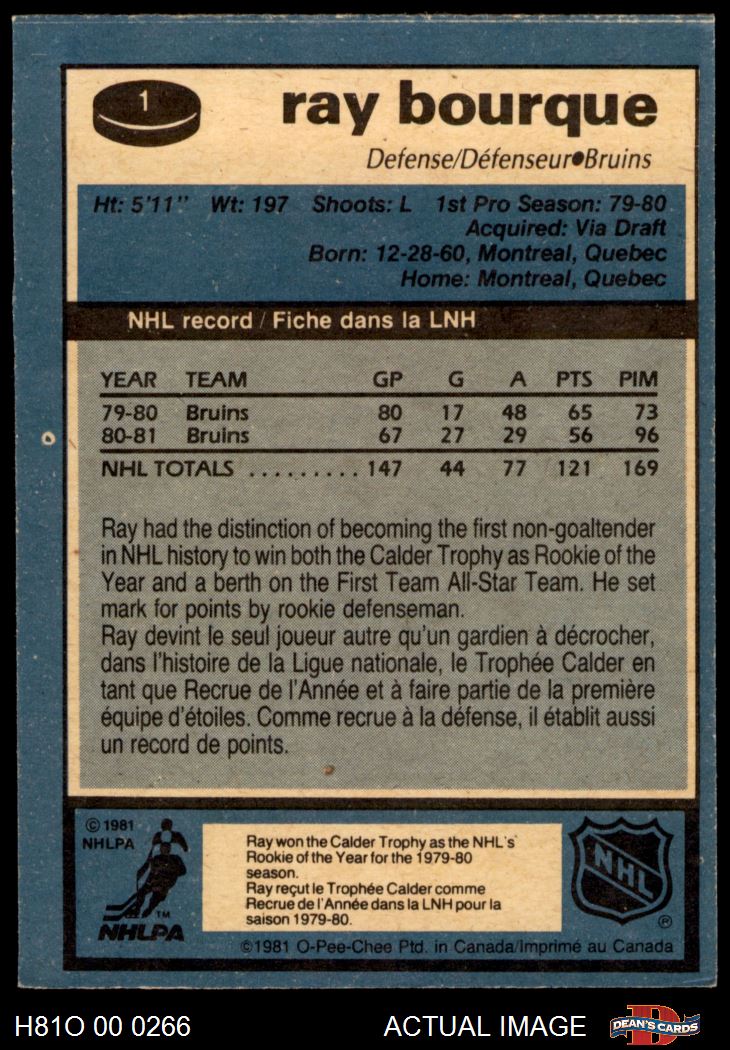 1
ray bourque
Defense/Défenseur•Bruins
Ht: 5'11" Wt: 197 Shoots: L 1st Pro Season: 79-80
Acquired: Via Draft
Born: 12-28-60, Montreal, Quebec
Home: Montreal, Quebec
NHL record / Fiche dans la LNH
YEAR TEAM GP G A PTS PIM
79-80 Bruins 80 17 48 65 73
80-81 Bruins 67 27 29 56 96
NHL TOTALS .......... 147 44 77 121 169
Ray had the distinction of becoming the first non-goaltender
in NHL history to win both the Calder Trophy as Rookie of the
Year and a berth on the First Team All-Star Team. He set
mark for points by rookie defenseman.
Ray devint le seul joueur autre qu'un gardien à décrocher,
dans l'histoire de la Ligue nationale, le Trophée Calder en
tant que Recrue de l'Année et à faire partie de la première
équipe d'étoiles. Comme recrue à la défense, il établit aussi
un record de points.
© 1981
NHLPA
TM
NHLPA
Ray won the Calder Trophy as the NHL's
Rookie of the Year for the 1979-80
season.
Ray reçut le Trophée Calder comme
Recrue de l'Année dans la LNH pour la
saison 1979-80.
NHL
®
©1981 O-Pee-Chee Ptd. in Canada/Imprimé au Canada
H81O 00 0266 ACTUAL IMAGE
D
DEAN'S CARDS